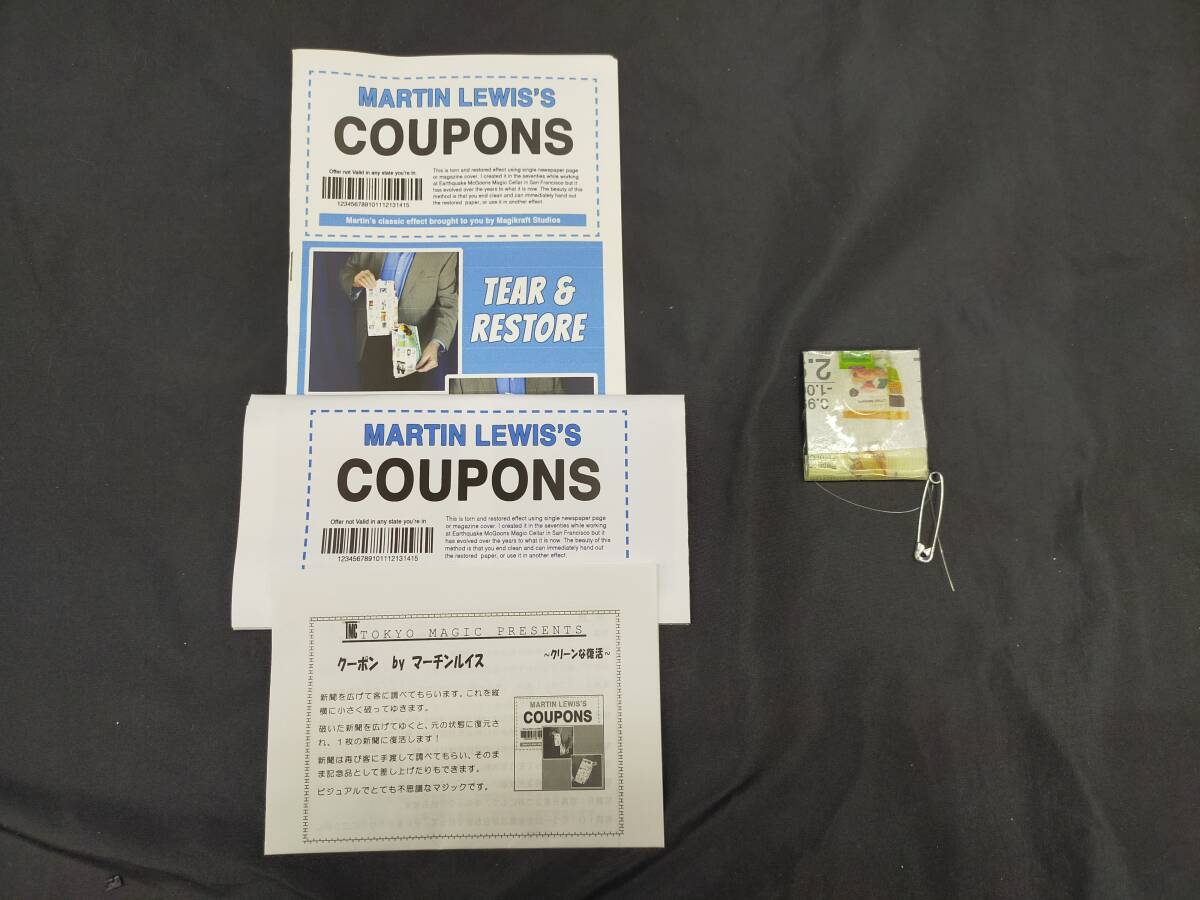 MARTIN LEWIS'S
COUPONS
Offer not Valid in any state you're in
123456789101112131415
This is torn and restored effect using single newspaper page
or magazine cover. I created it in the seventies while working
at Earthquake McGoons Magic Cellar in San Francisco but it
has evolved over the years to what it is now. The beauty of this
method is that you end clean and can immediately hand out
the restored paper, or use it in another effect.
Martin's classic effect brought to you by Magikraft Studios
TEAR &
RESTORE
MARTIN LEWIS'S
COUPONS
Offer not Valid in any state you're in
123456789101112131415
This is torn and restored effect using single newspaper page
or magazine cover. I created it in the seventies while working
at Earthquake McGoons Magic Cellar in San Francisco but it
has evolved over the years to what it is now. The beauty of this
method is that you end clean and can immediately hand out
the restored paper, or use it in another effect.
TMC TOKYO MAGIC PRESENTS
クーポン by マーチンルイス
~クリーンな復活~
新聞を広げて客に調べてもらいます。これを縦
横に小さく破ってゆきます。
破いた新聞を広げてゆくと、元の状態に復元さ
れ、1枚の新聞に復活します!
新聞は再び客に手渡して調べてもらい、そのま
ま記念品として差し上げたりもできます。
ビジュアルでとても不思議なマジックです。
MARTIN LEWIS'S
COUPONS
2.
-1.0